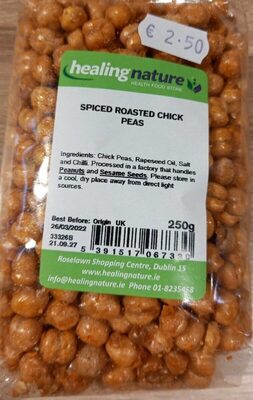 € 2.50
healingnature
HEALTH FOOD STORE
SPICED ROASTED CHICK
PEAS
Ingredients: Chick Peas, Rapeseed Oil, Salt
and Chilli. Processed in a factory that handles
Peanuts and Sesame Seeds. Please store in
a cool, dry place away from direct light
sources.
Best Before: Origin UK
26/03/2022
250g
33326B
21.09.27
5391517067339
Roselawn Shopping Centre, Dublin 15
www.healingnature.ie
info@healingnature.ie Phone 01-8235458